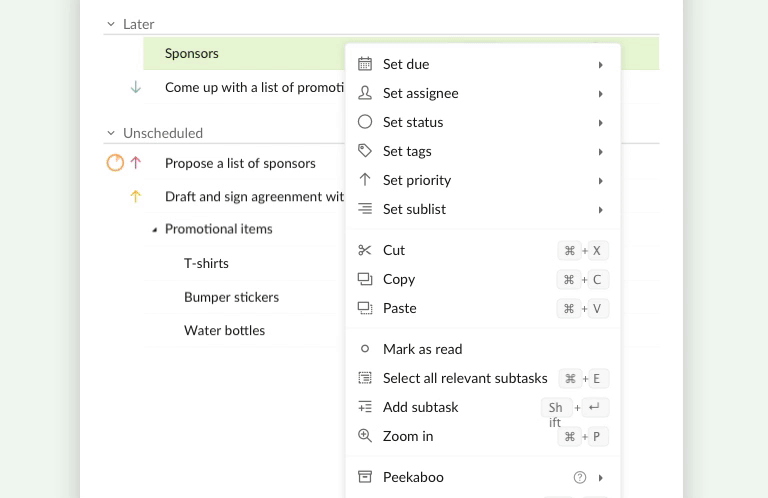 Later
Sponsors
Come up with a list of promoti
Unscheduled
Propose a list of sponsors
Draft and sign agreenment wit
Promotional items
T-shirts
Bumper stickers
Water bottles
Set due
Set assignee
Set status
Set tags
Set priority
Set sublist
Cut ⌘ + X
Copy ⌘ + C
Paste ⌘ + V
Mark as read
Select all relevant subtasks ⌘ + E
Add subtask Sh
ift + ↵
Zoom in ⌘ + P
Peekaboo ?